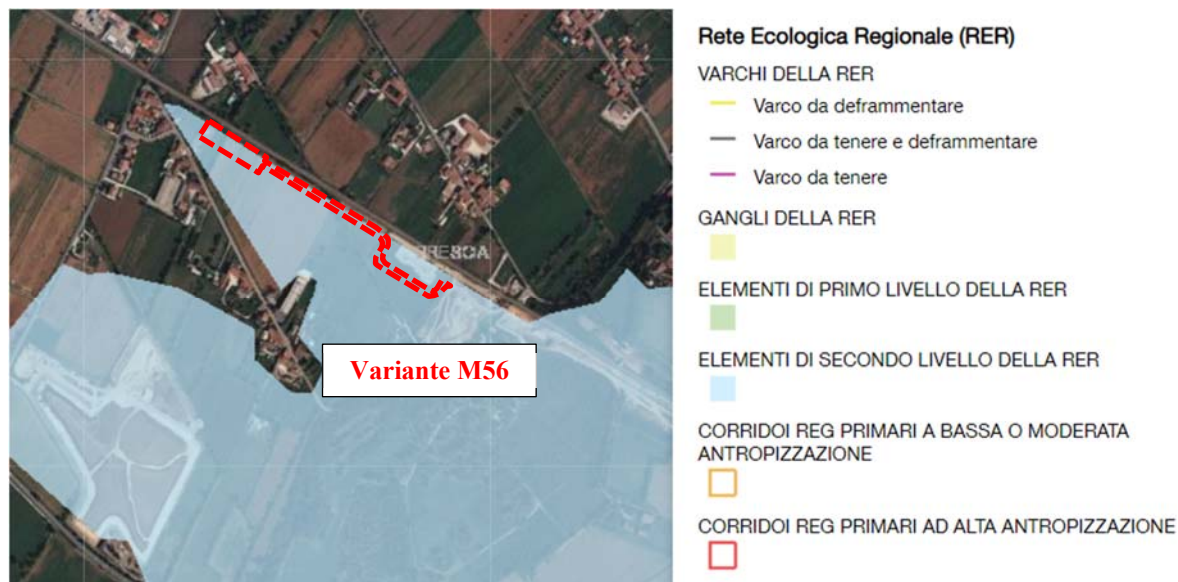 BRESCIA
Variante M56
Rete Ecologica Regionale (RER)
VARCHI DELLA RER
Varco da deframmentare
Varco da tenere e deframmentare
Varco da tenere
GANGLI DELLA RER
ELEMENTI DI PRIMO LIVELLO DELLA RER
ELEMENTI DI SECONDO LIVELLO DELLA RER
CORRIDOI REG PRIMARI A BASSA O MODERATA
ANTROPIZZAZIONE
CORRIDOI REG PRIMARI AD ALTA ANTROPIZZAZIONE